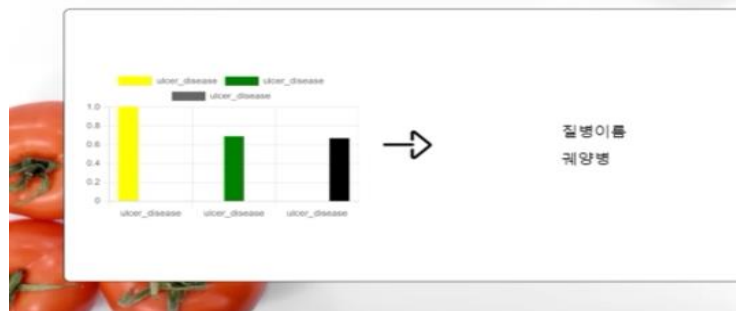 ulcer_disease ulcer_disease
ulcer_disease
1.0
0.8
0.6
0.4
0.2
0
ulcer_disease ulcer_disease ulcer_disease
질병이름
궤양병